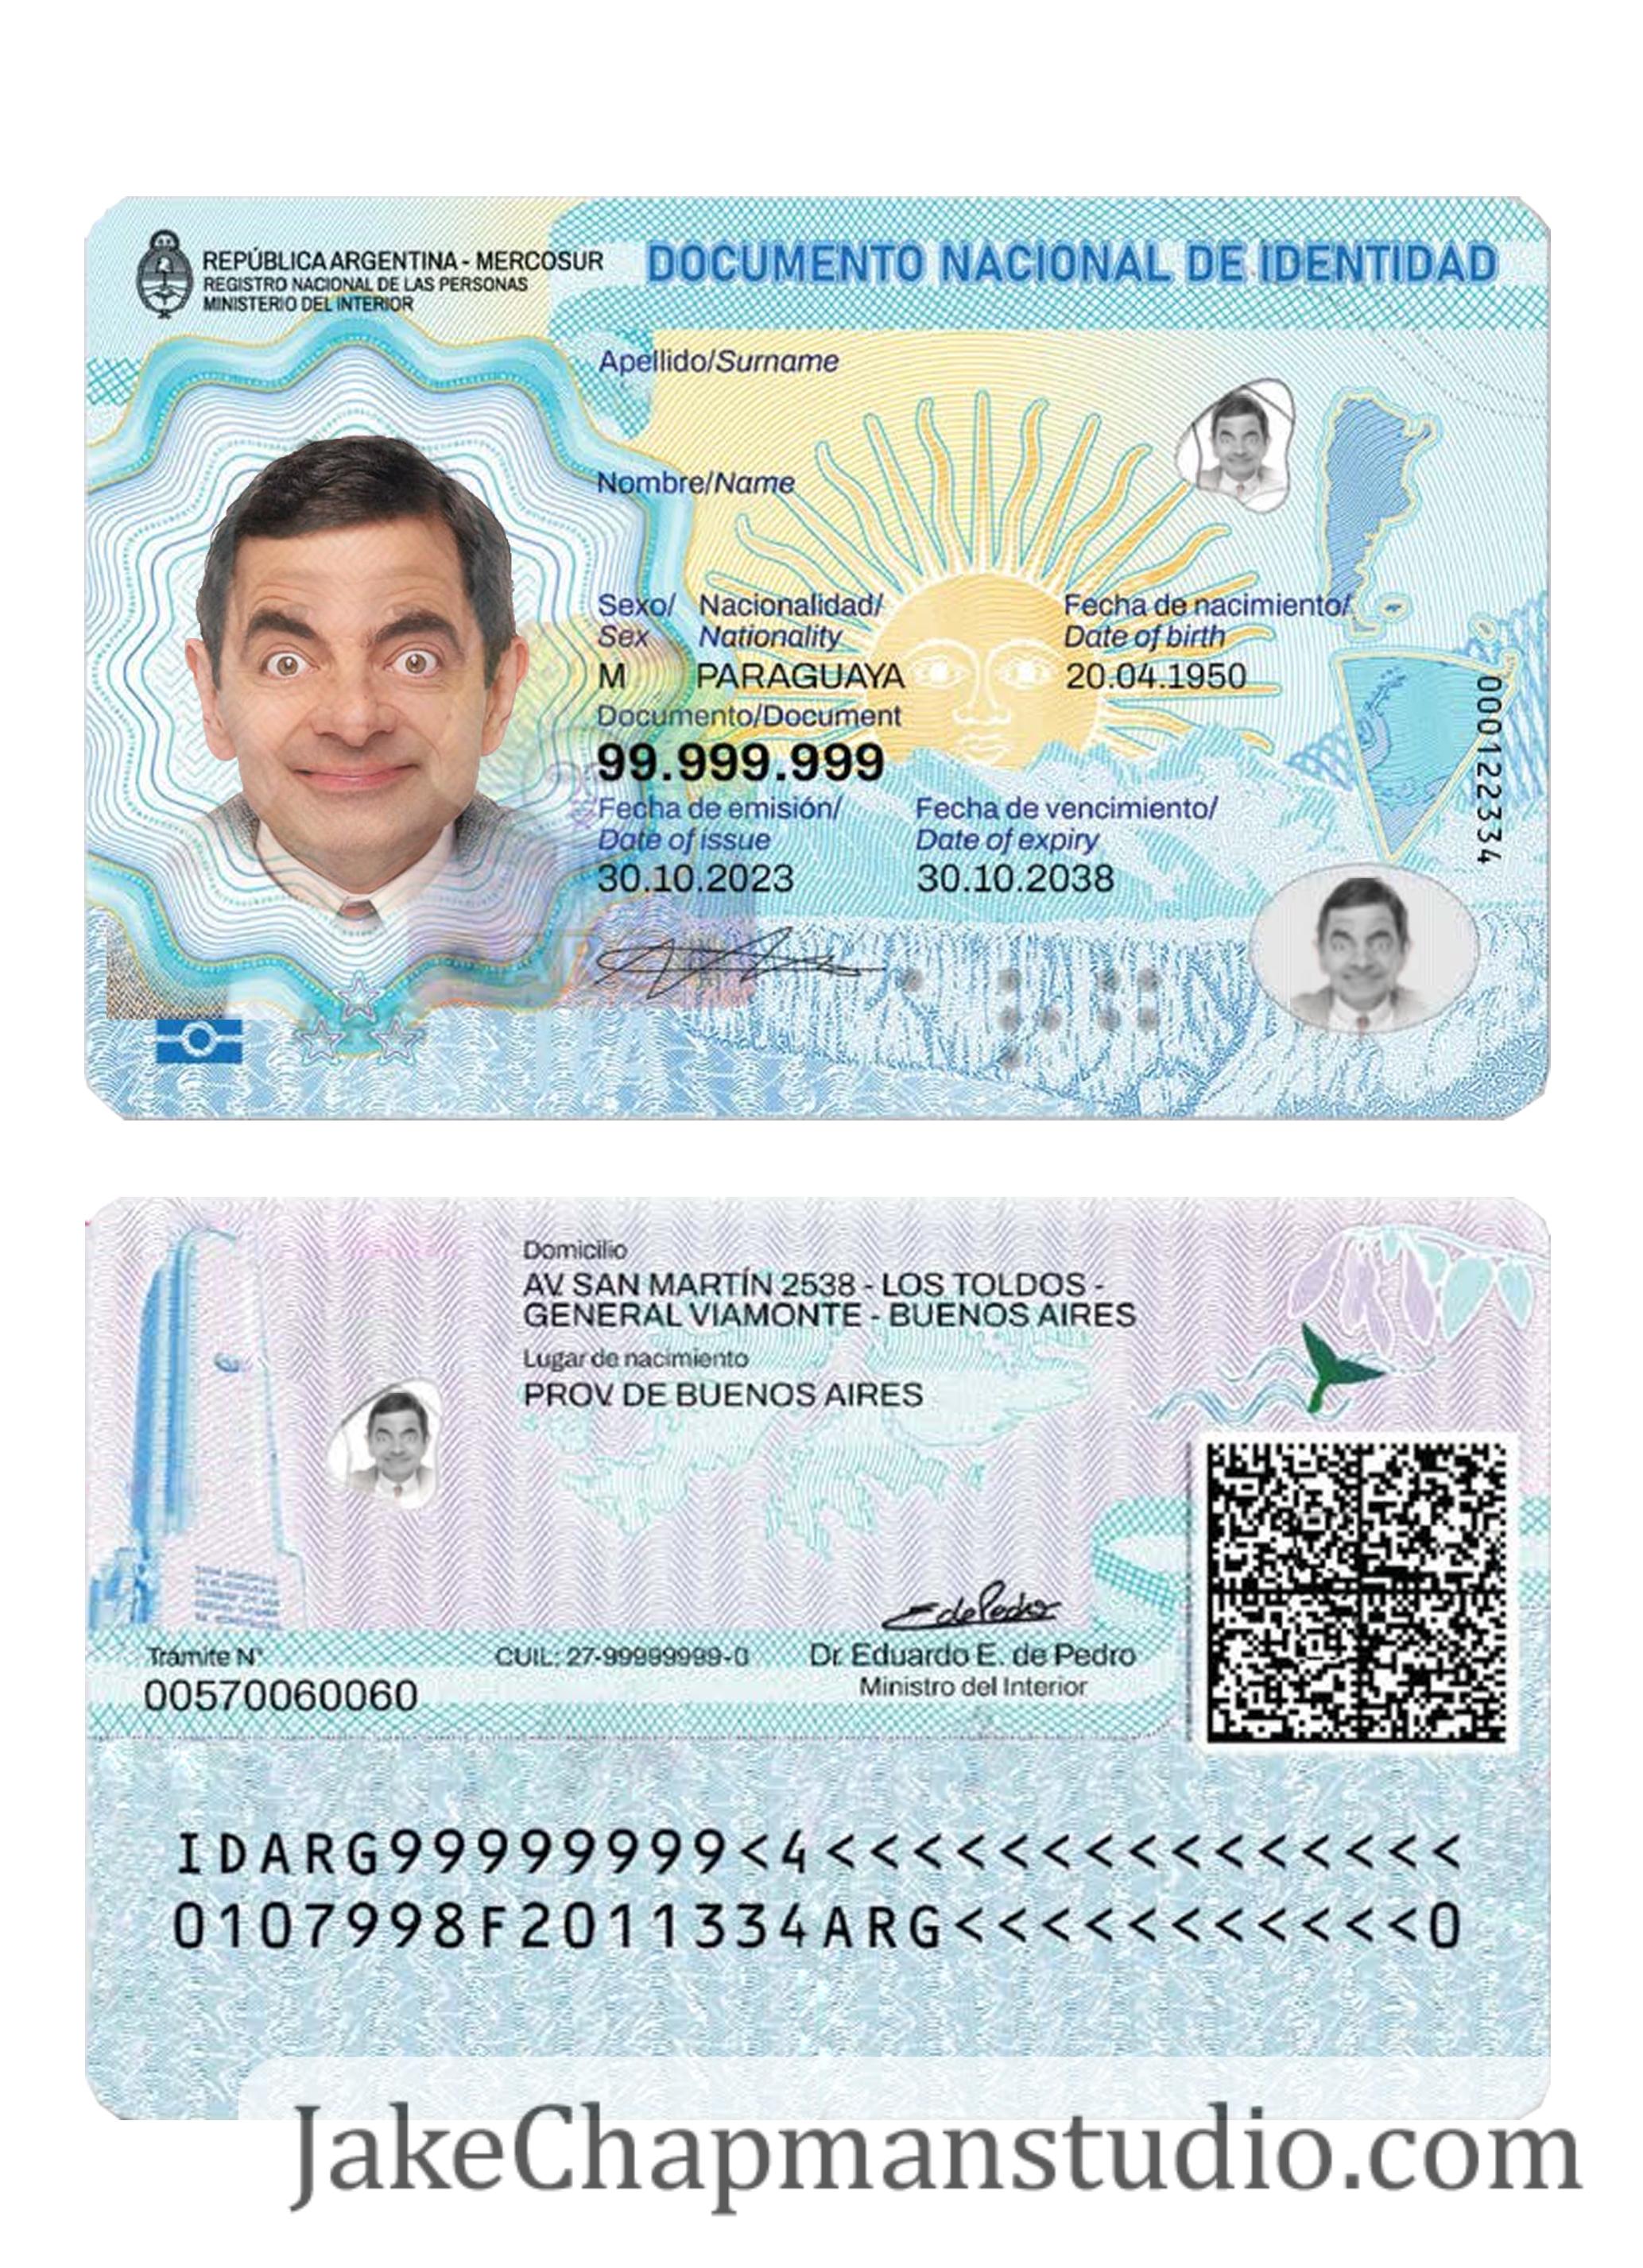 REPÚBLICA ARGENTINA - MERCOSUR
REGISTRO NACIONAL DE LAS PERSONAS
MINISTERIO DEL INTERIOR
DOCUMENTO NACIONAL DE IDENTIDAD
Apellido/Surname
Nombre/Name
Sexo/ Nacionalidad/ Fecha de nacimiento/
Sex Nationality Date of birth
M PARAGUAYA 20.04.1950
Documento/Document
99.999.999
Fecha de emisión/ Fecha de vencimiento/
Date of issue Date of expiry
30.10.2023 30.10.2038
000122334
Domicilio
AV. SAN MARTÍN 2538 - LOS TOLDOS -
GENERAL VIAMONTE - BUENOS AIRES
Lugar de nacimiento
PROV. DE BUENOS AIRES
E de Pedro
Trámite N° CUIL: 27-99999999-0 Dr. Eduardo E. de Pedro
00570060060 Ministro del Interior
IDARG99999999<4<<<<<<<<<<<<<<<
0107998F2011334ARG<<<<<<<<<<<0
JakeChapmanstudio.com